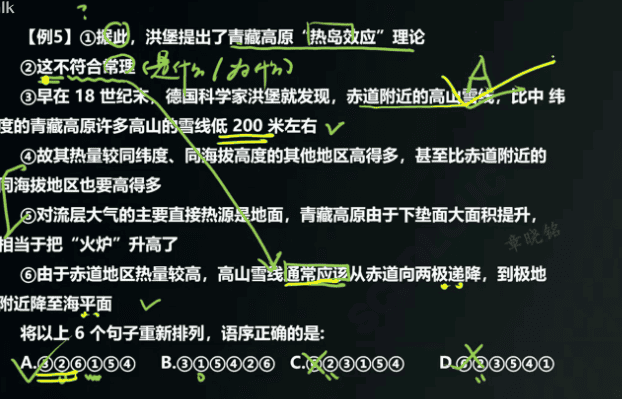 lk
?
【例5】①据此，洪堡提出了青藏高原“热岛效应”理论
②这不符合常理（是什么/为什么）
A
③早在 18 世纪末，德国科学家洪堡就发现，赤道附近的高山雪线，比中 纬
度的青藏高原许多高山的雪线低 200 米左右
④故其热量较同纬度、同海拔高度的其他地区高得多，甚至比赤道附近的
同海拔地区也要高得多
⑤对流层大气的主要直接热源是地面，青藏高原由于下垫面大面积提升，
相当于把“火炉”升高了
章晓铭
⑥由于赤道地区热量较高，高山雪线通常应该从赤道向两极递降，到极地
附近降至海平面
将以上 6 个句子重新排列，语序正确的是:
A.③②⑥①⑤④ B.③①⑤④②⑥ C.⑥②③①⑤④ D.⑥②③⑤④①